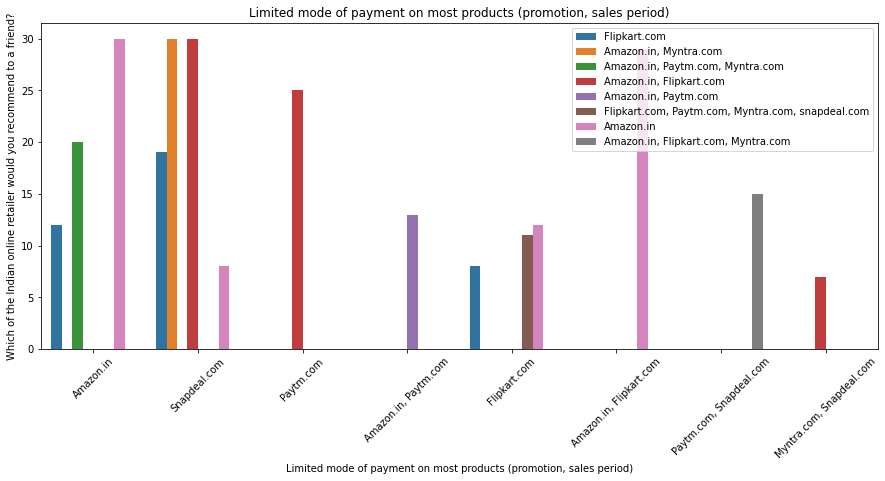 Limited mode of payment on most products (promotion, sales period)
Which of the Indian online retailer would you recommend to a friend?
30
25
20
15
10
5
0
Flipkart.com
Amazon.in, Myntra.com
Amazon.in, Paytm.com, Myntra.com
Amazon.in, Flipkart.com
Amazon.in, Paytm.com
Flipkart.com, Paytm.com, Myntra.com, snapdeal.com
Amazon.in
Amazon.in, Flipkart.com, Myntra.com
Amazon.in
Snapdeal.com
Paytm.com
Amazon.in, Paytm.com
Flipkart.com
Amazon.in, Flipkart.com
Paytm.com, Snapdeal.com
Myntra.com, Snapdeal.com
Limited mode of payment on most products (promotion, sales period)